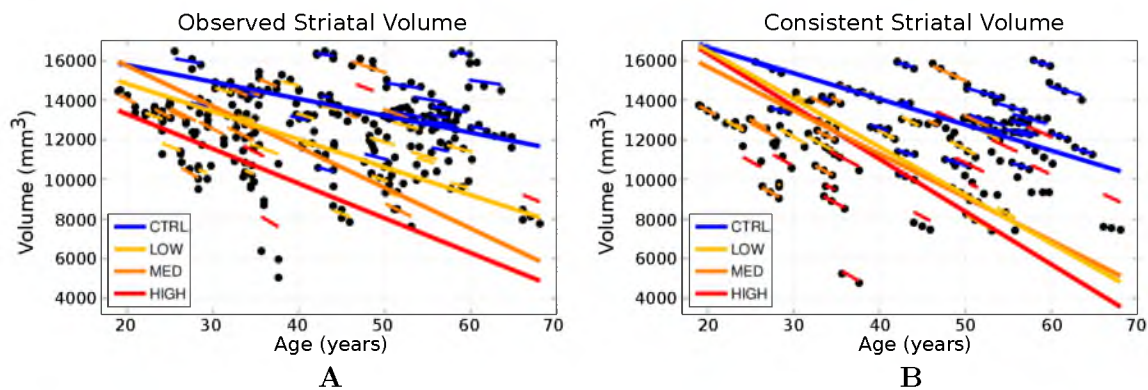 Observed Striatal Volume
Volume (mm³)
16000
14000
12000
10000
8000
6000
4000
CTRL
LOW
MED
HIGH
20 30 40 50 60 70
Age (years)
A
Consistent Striatal Volume
Volume (mm³)
16000
14000
12000
10000
8000
6000
4000
CTRL
LOW
MED
HIGH
20 30 40 50 60 70
Age (years)
B